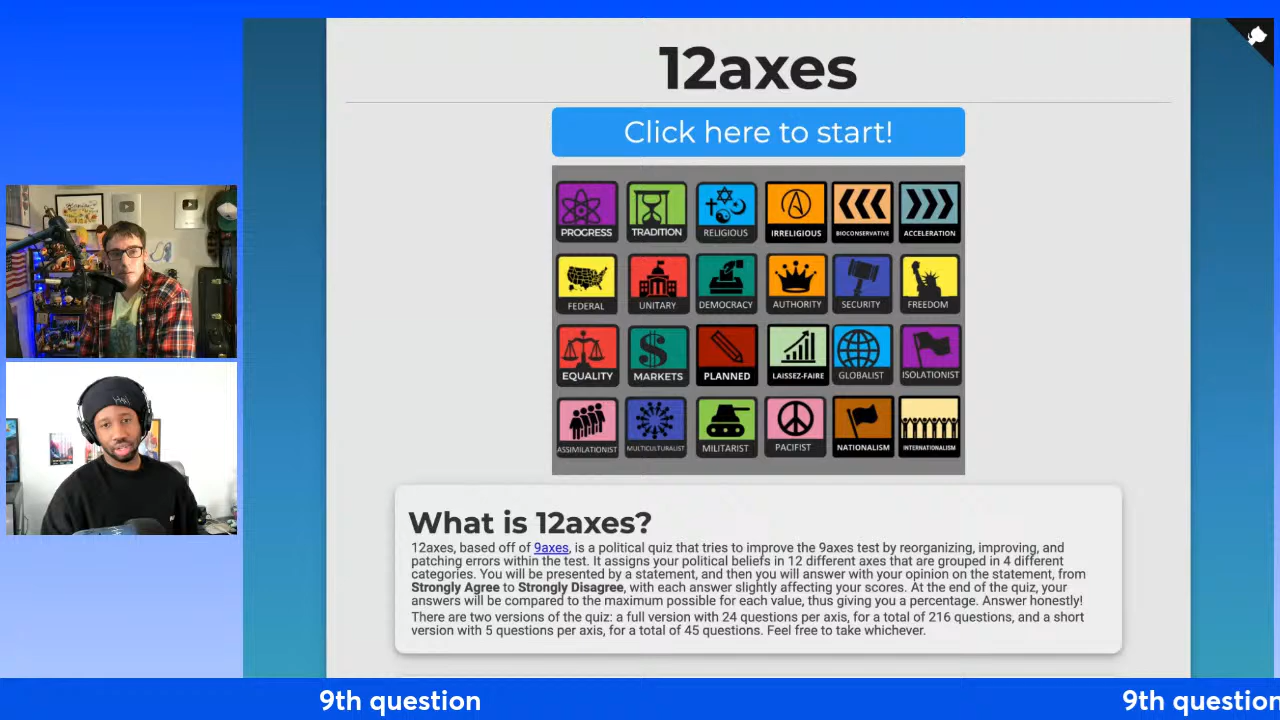 12axes
Click here to start!
PROGRESS TRADITION RELIGIOUS IRRELIGIOUS BIOCONSERVATIVE ACCELERATION
FEDERAL UNITARY DEMOCRACY AUTHORITY SECURITY FREEDOM
EQUALITY MARKETS PLANNED LAISSEZ-FAIRE GLOBALIST ISOLATIONIST
ASSIMILATIONIST MULTICULTURALIST MILITARIST PACIFIST NATIONALISM INTERNATIONALISM
What is 12axes?
12axes, based off of 9axes, is a political quiz that tries to improve the 9axes test by reorganizing, improving, and
patching errors within the test. It assigns your political beliefs in 12 different axes that are grouped in 4 different
categories. You will be presented by a statement, and then you will answer with your opinion on the statement, from
Strongly Agree to Strongly Disagree, with each answer slightly affecting your scores. At the end of the quiz, your
answers will be compared to the maximum possible for each value, thus giving you a percentage. Answer honestly!
There are two versions of the quiz: a full version with 24 questions per axis, for a total of 216 questions, and a short
version with 5 questions per axis, for a total of 45 questions. Feel free to take whichever.
9th question 9th question